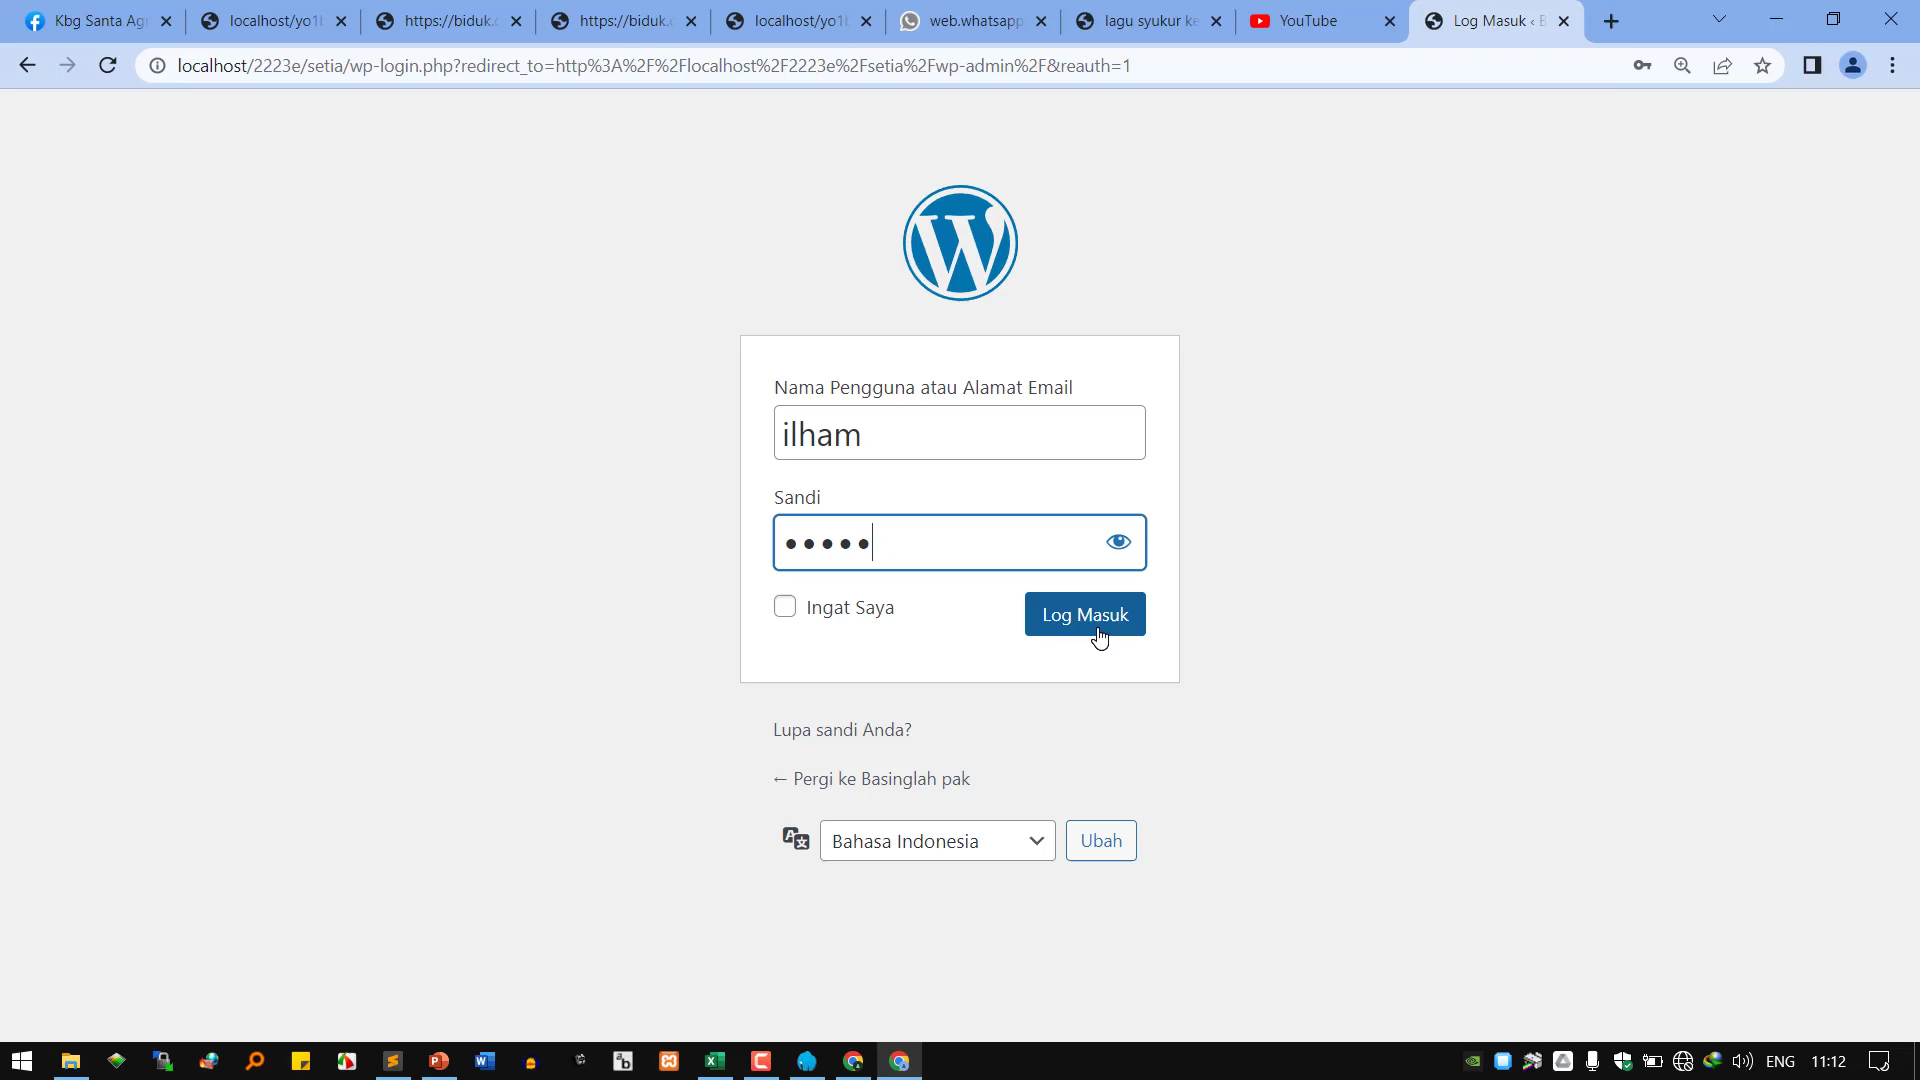 Kbg Santa Ag
localhost/yo1
https://biduk.
https://biduk.
localhost/yo1
web.whatsapp
lagu syukur ke
YouTube
Log Masuk ‹ B
localhost/2223e/setia/wp-login.php?redirect_to=http%3A%2F%2Flocalhost%2F2223e%2Fsetia%2Fwp-admin%2F&reauth=1
Nama Pengguna atau Alamat Email
ilham
Sandi
Ingat Saya
Log Masuk
Lupa sandi Anda?
← Pergi ke Basinglah pak
Bahasa Indonesia
Ubah
ENG
11:12